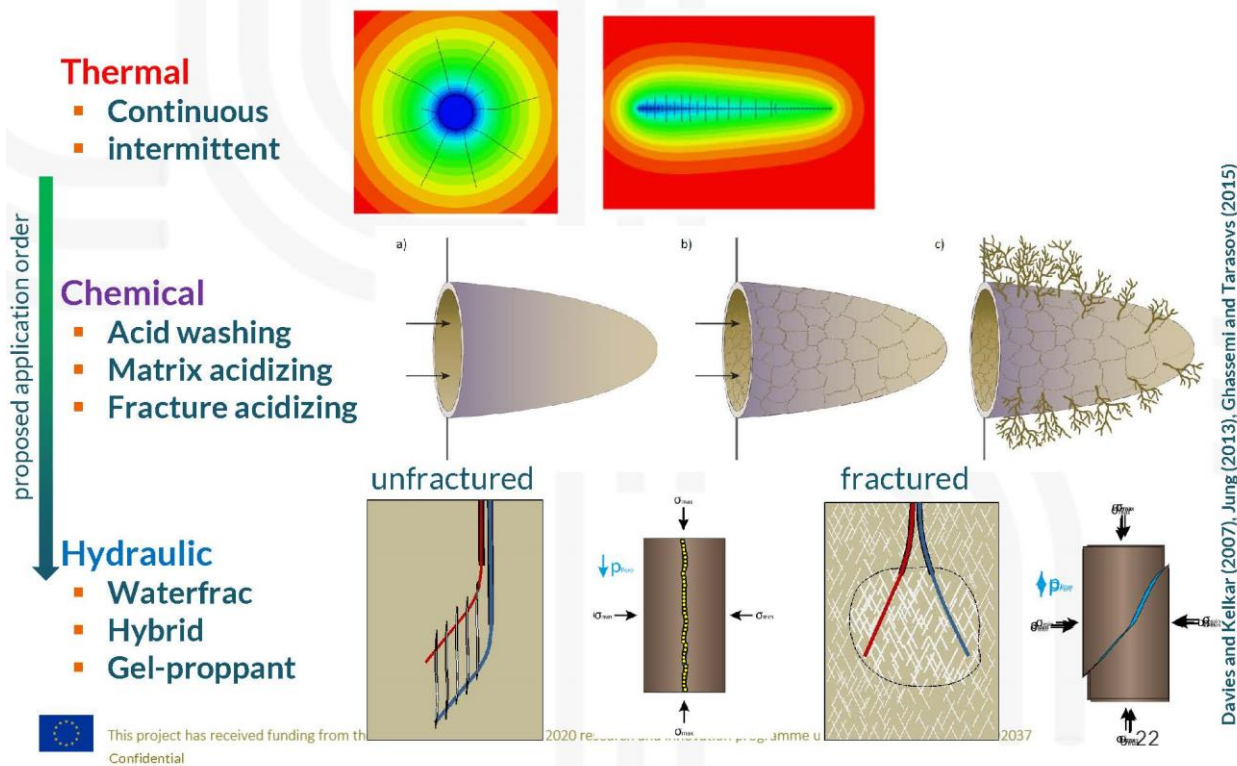 Thermal
▪ Continuous
▪ intermittent
proposed application order
Chemical
▪ Acid washing
▪ Matrix acidizing
▪ Fracture acidizing
a)
b)
c)
unfractured
fractured
Hydraulic
▪ Waterfrac
▪ Hybrid
▪ Gel-proppant
σmax
pPoro
σmin
σmin
σmax
Davies and Kelkar (2007), Jung (2013), Ghassemi and Tarasovs (2015)
This project has received funding from the
2020 research and innovation programme u
2037
Confidential
22